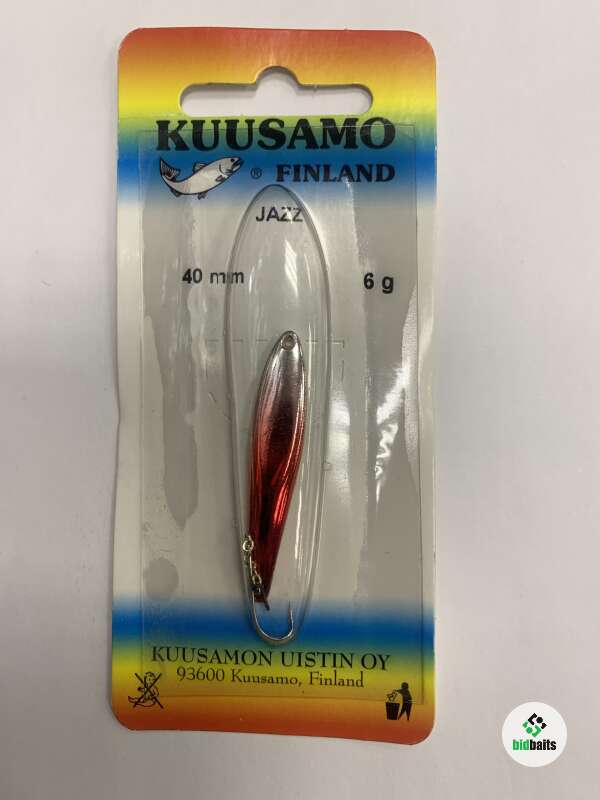 KUUSAMO
® FINLAND
JAZZ
40 mm
6 g
KUUSAMON UISTIN OY
93600 Kuusamo, Finland
bidbaits